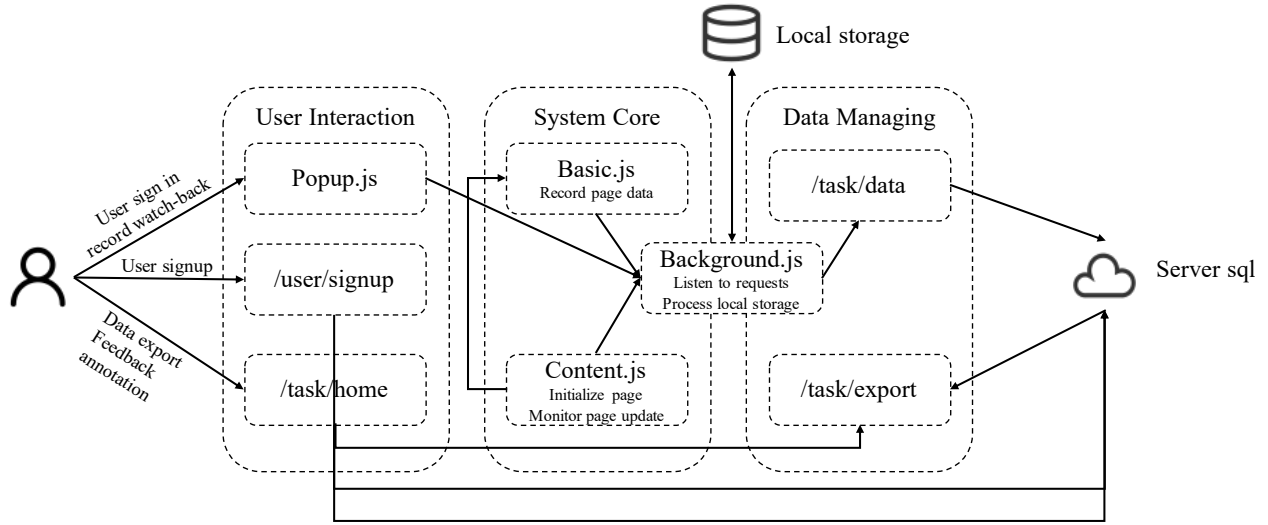 Local storage
User Interaction
System Core
Data Managing
User sign in
record watch-back
Popup.js
Basic.js
Record page data
/task/data
User signup
/user/signup
Background.js
Listen to requests
Process local storage
Server sql
Data export
Feedback
annotation
/task/home
Content.js
Initialize page
Monitor page update
/task/export